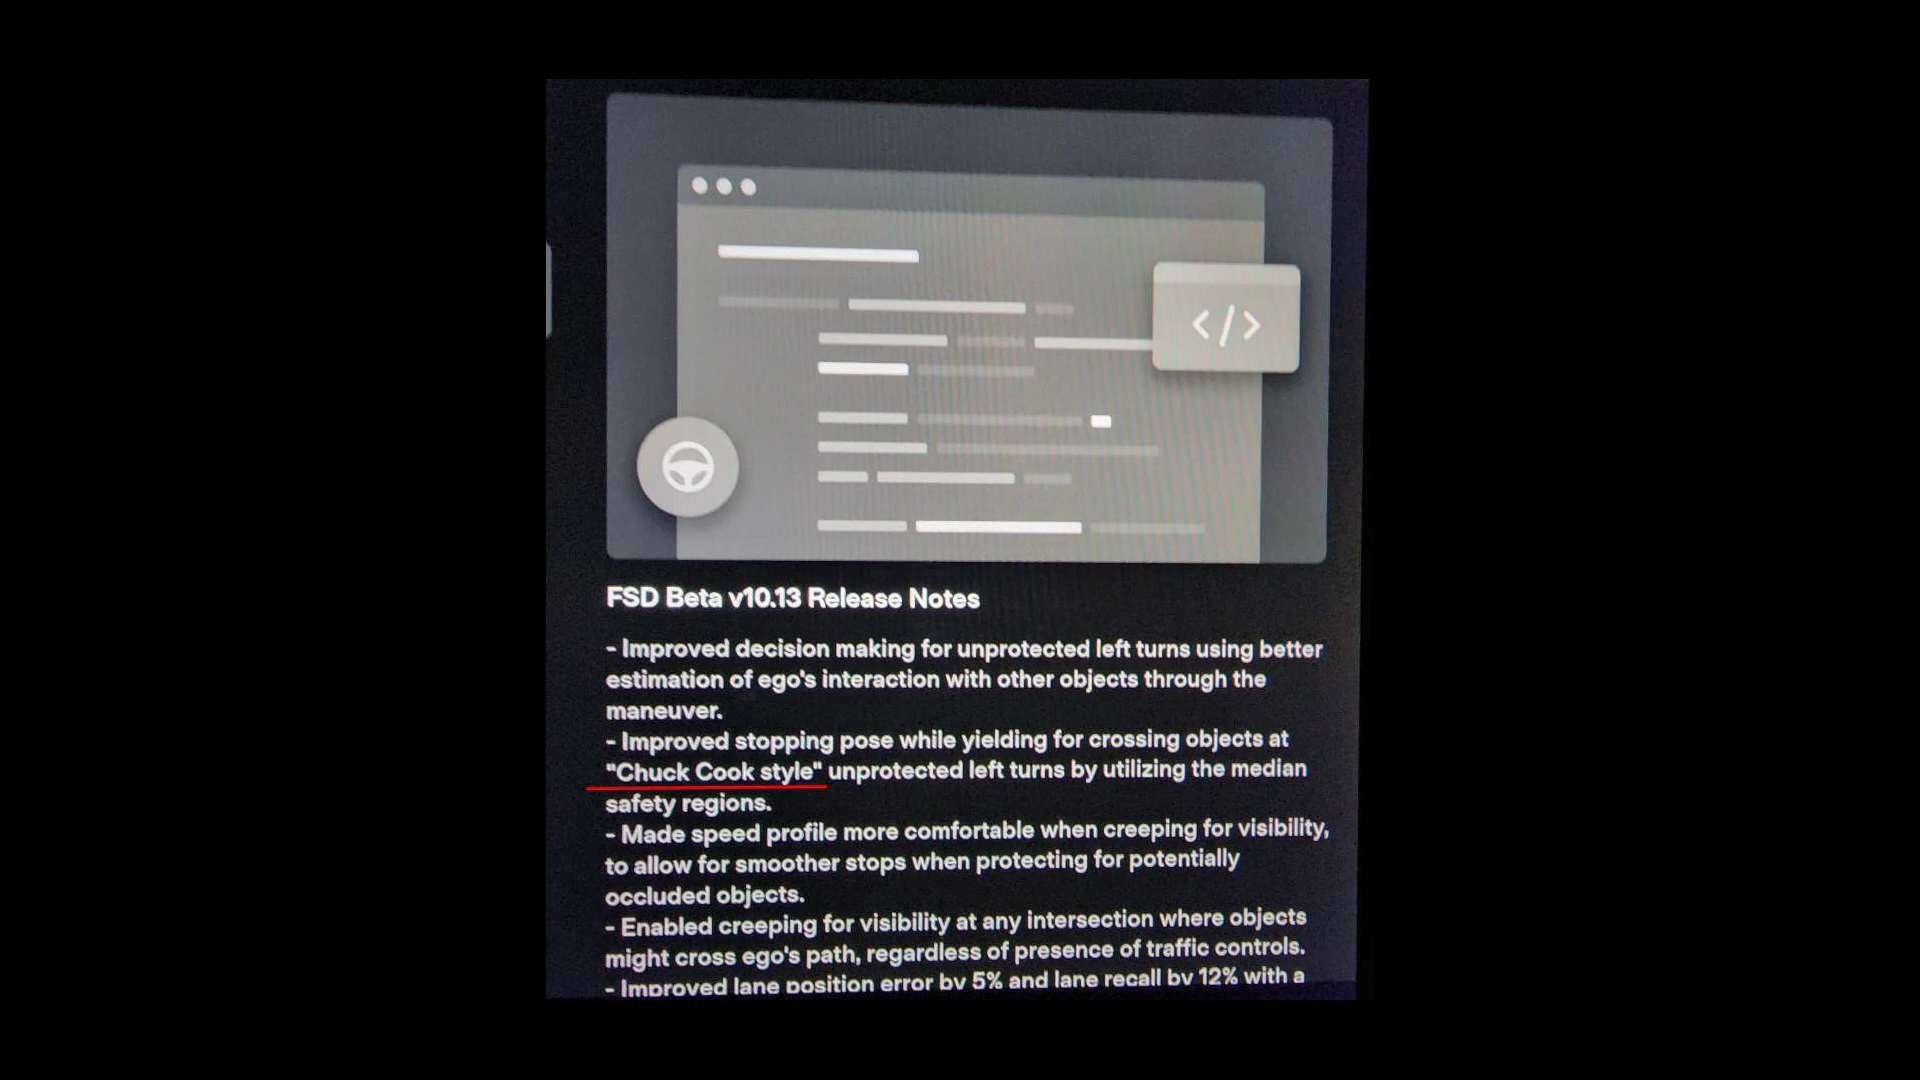 </>
FSD Beta v10.13 Release Notes
- Improved decision making for unprotected left turns using better
estimation of ego's interaction with other objects through the
maneuver.
- Improved stopping pose while yielding for crossing objects at
"Chuck Cook style" unprotected left turns by utilizing the median
safety regions.
- Made speed profile more comfortable when creeping for visibility,
to allow for smoother stops when protecting for potentially
occluded objects.
- Enabled creeping for visibility at any intersection where objects
might cross ego's path, regardless of presence of traffic controls.
- Improved lane position error by 5% and lane recall by 12% with a